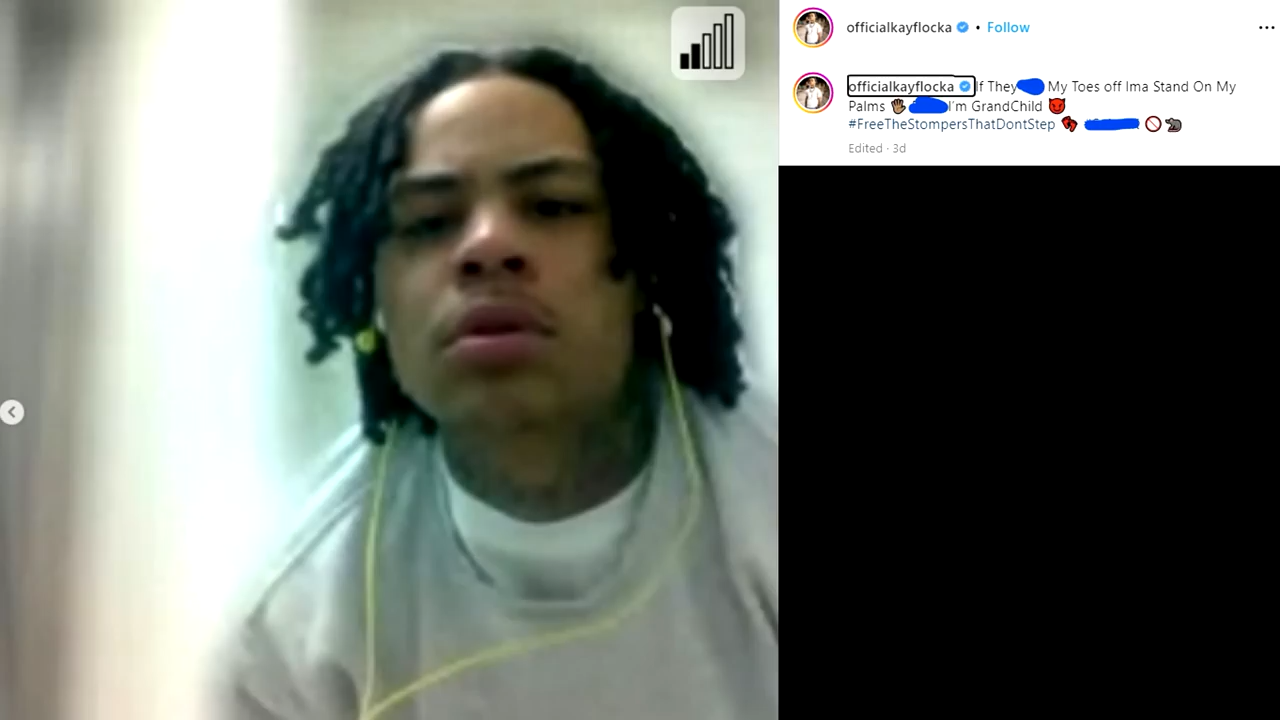 officialkayflocka • Follow
officialkayflocka If They My Toes off Ima Stand On My
Palms I'm GrandChild
#FreeTheStompersThatDontStep
Edited · 3d